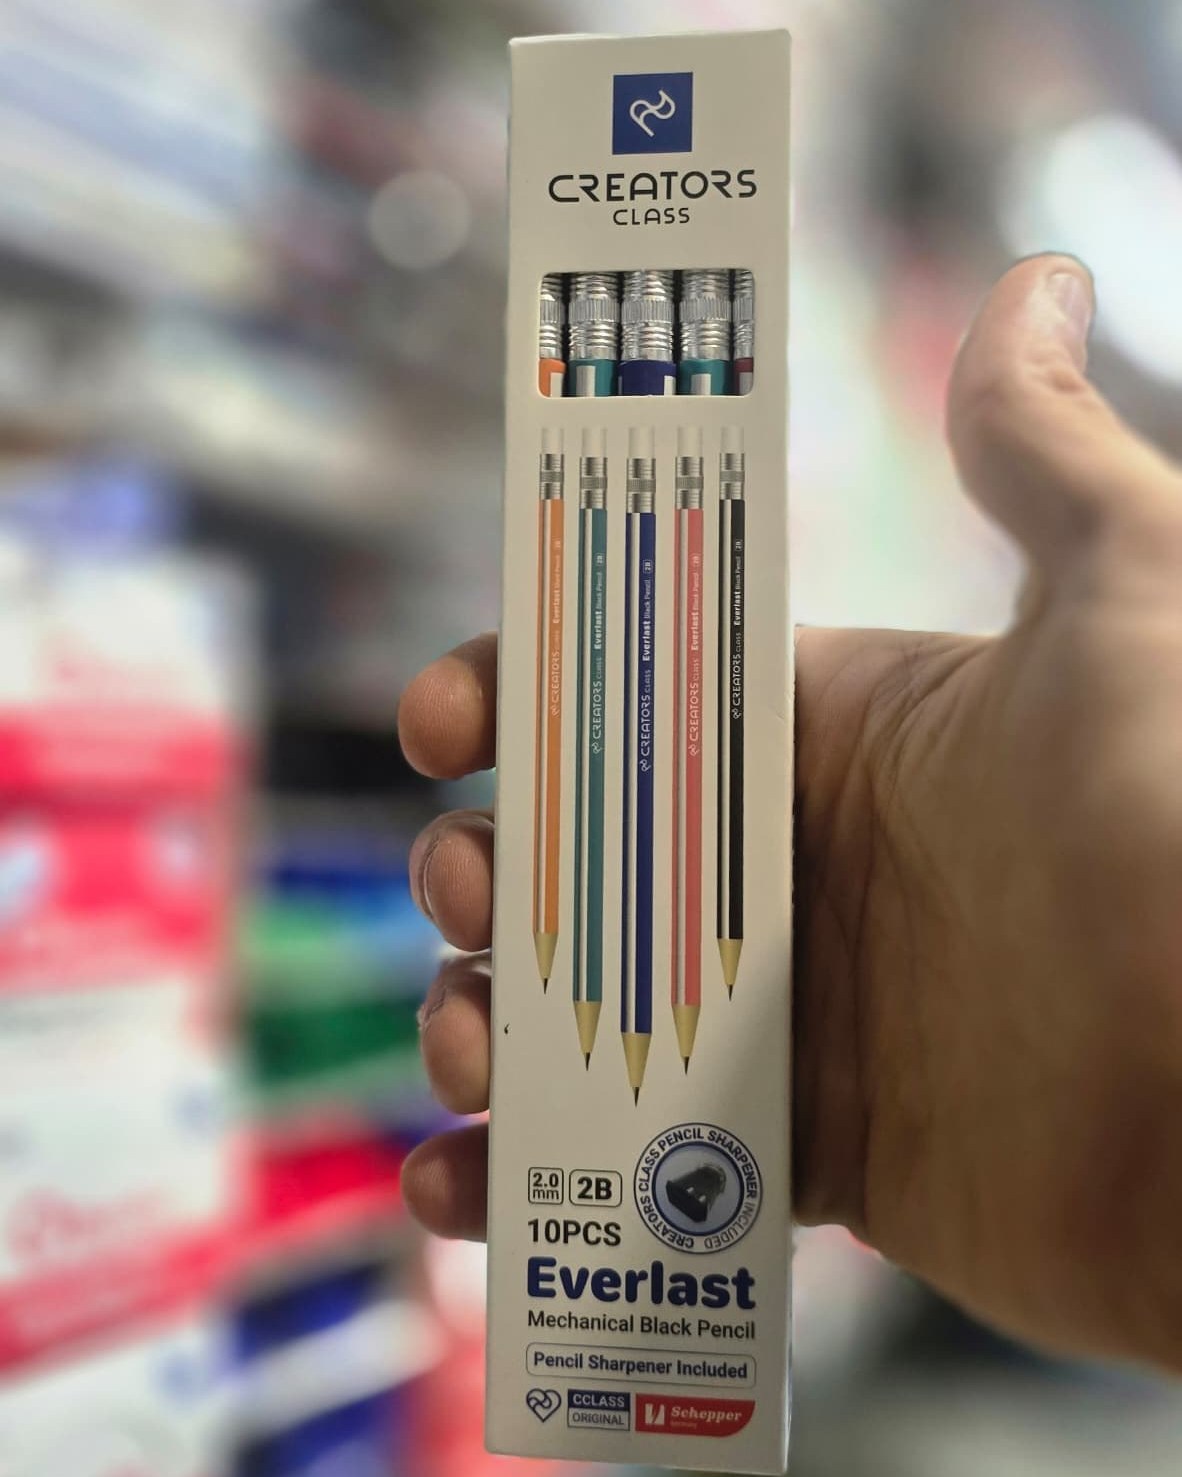 CREATORS
CLASS
CREATORS CLASS Everlast Black Pencil 2B
CREATORS CLASS Everlast Black Pencil 2B
CREATORS CLASS Everlast Black Pencil 2B
CREATORS CLASS Everlast Black Pencil 2B
CREATORS CLASS Everlast Black Pencil 2B
2.0
mm
2B
CREATORS CLASS PENCIL SHARPENER INCLUDED
10PCS
Everlast
Mechanical Black Pencil
Pencil Sharpener Included
CCLASS
ORIGINAL
Schepper
Germany